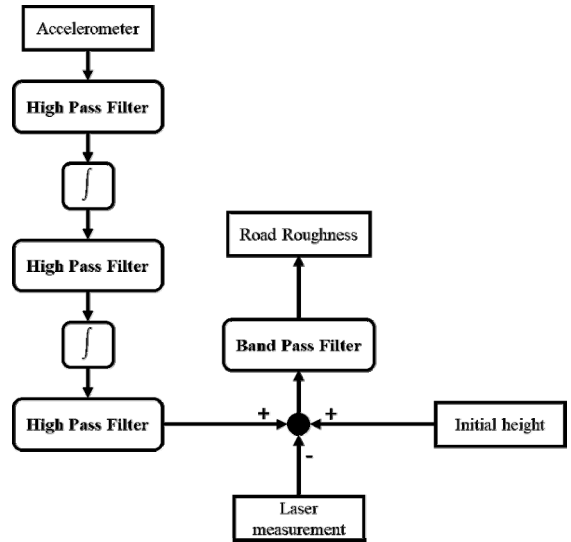 Accelerometer
High Pass Filter
∫
High Pass Filter
∫
High Pass Filter
Road Roughness
Band Pass Filter
+
+
-
Initial height
Laser
measurement